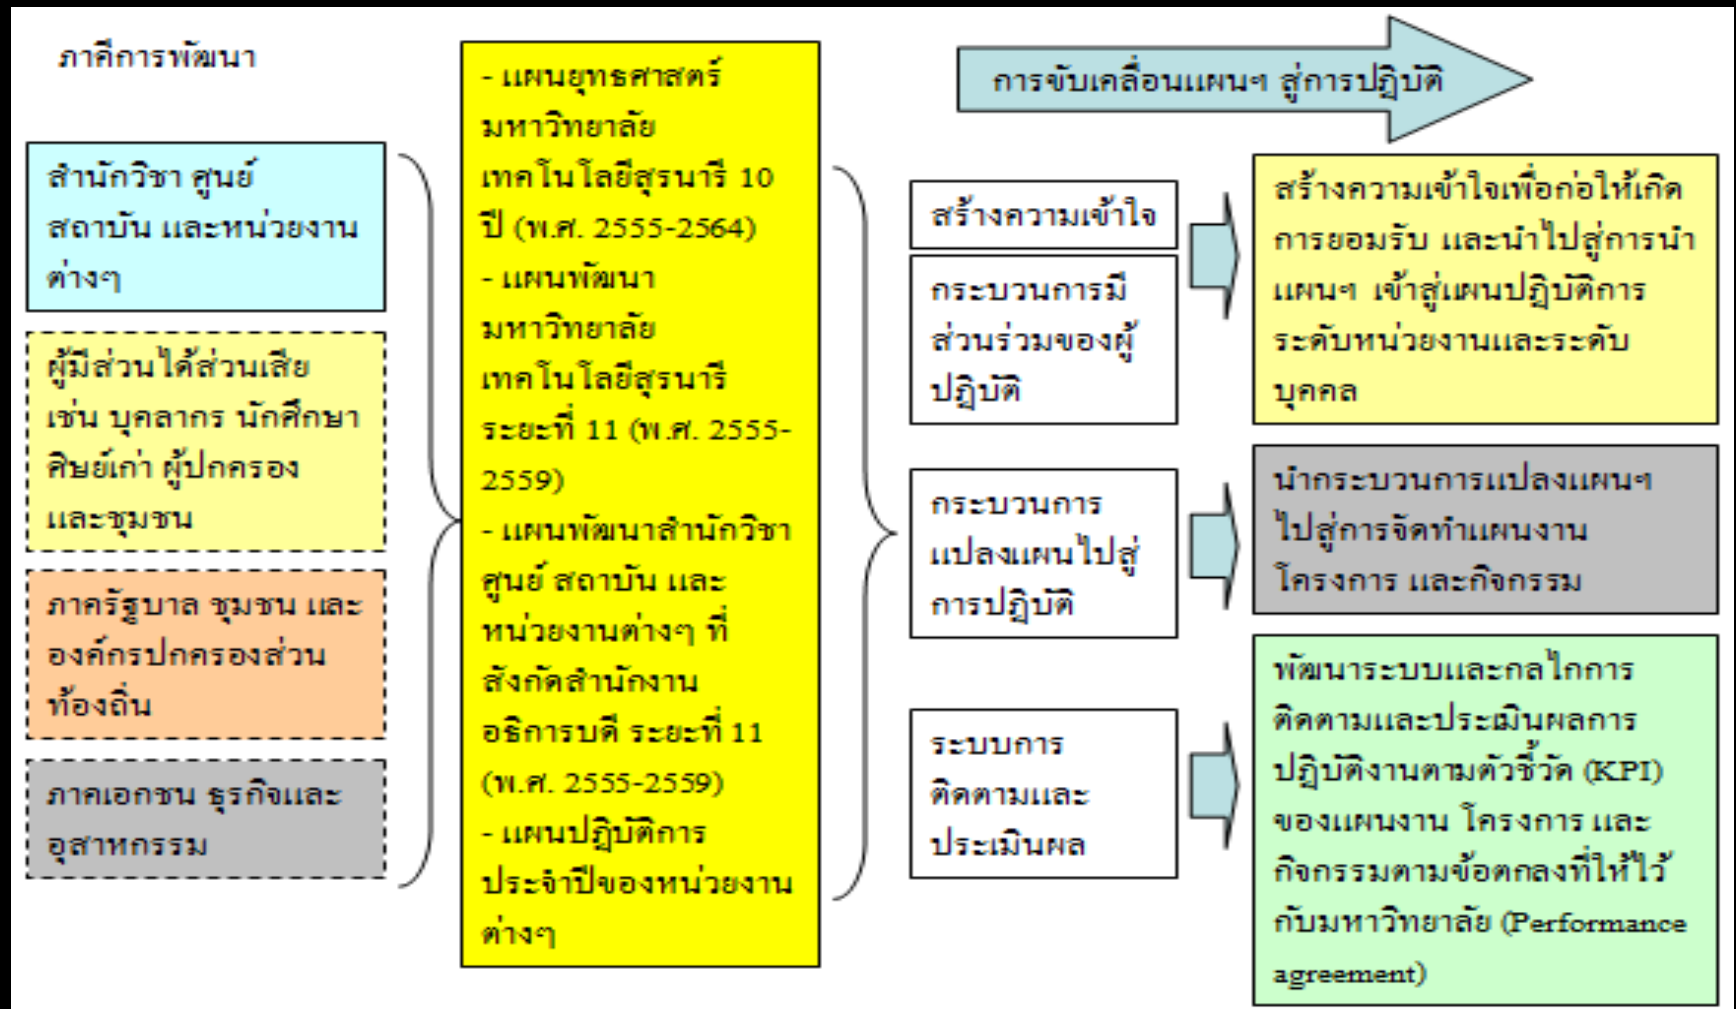 ภาคีการพัฒนา
สำนักวิชา ศูนย์
สถาบัน และหน่วยงาน
ต่างๆ
ผู้มีส่วนได้ส่วนเสีย
เช่น บุคลากร นักศึกษา
ศิษย์เก่า ผู้ปกครอง
และชุมชน
ภาครัฐบาล ชุมชน และ
องค์กรปกครองส่วน
ท้องถิ่น
ภาคเอกชน ธุรกิจและ
อุสาหกรรม
- แผนยุทธศาสตร์
มหาวิทยาลัย
เทคโนโลยีสุรนารี 10
ปี (พ.ศ. 2555-2564)
- แผนพัฒนา
มหาวิทยาลัย
เทคโนโลยีสุรนารี
ระยะที่ 11 (พ.ศ. 2555-
2559)
- แผนพัฒนาสำนักวิชา
ศูนย์ สถาบัน และ
หน่วยงานต่างๆ ที่
สังกัดสำนักงาน
อธิการบดี ระยะที่ 11
(พ.ศ. 2555-2559)
- แผนปฏิบัติการ
ประจำปีของหน่วยงาน
ต่างๆ
การขับเคลื่อนแผนฯ สู่การปฏิบัติ
สร้างความเข้าใจ
กระบวนการมี
ส่วนร่วมของผู้
ปฏิบัติ
สร้างความเข้าใจเพื่อก่อให้เกิด
การยอมรับ และนำไปสู่การนำ
แผนฯ เข้าสู่แผนปฏิบัติการ
ระดับหน่วยงานและระดับ
บุคคล
กระบวนการ
แปลงแผนไปสู่
การปฏิบัติ
นำกระบวนการแปลงแผนฯ
ไปสู่การจัดทำแผนงาน
โครงการ และกิจกรรม
ระบบการ
ติดตามและ
ประเมินผล
พัฒนาระบบและกลไกการ
ติดตามและประเมินผลการ
ปฏิบัติงานตามตัวชี้วัด (KPI)
ของแผนงาน โครงการ และ
กิจกรรมตามข้อตกลงที่ให้ไว้
กับมหาวิทยาลัย (Performance
agreement)